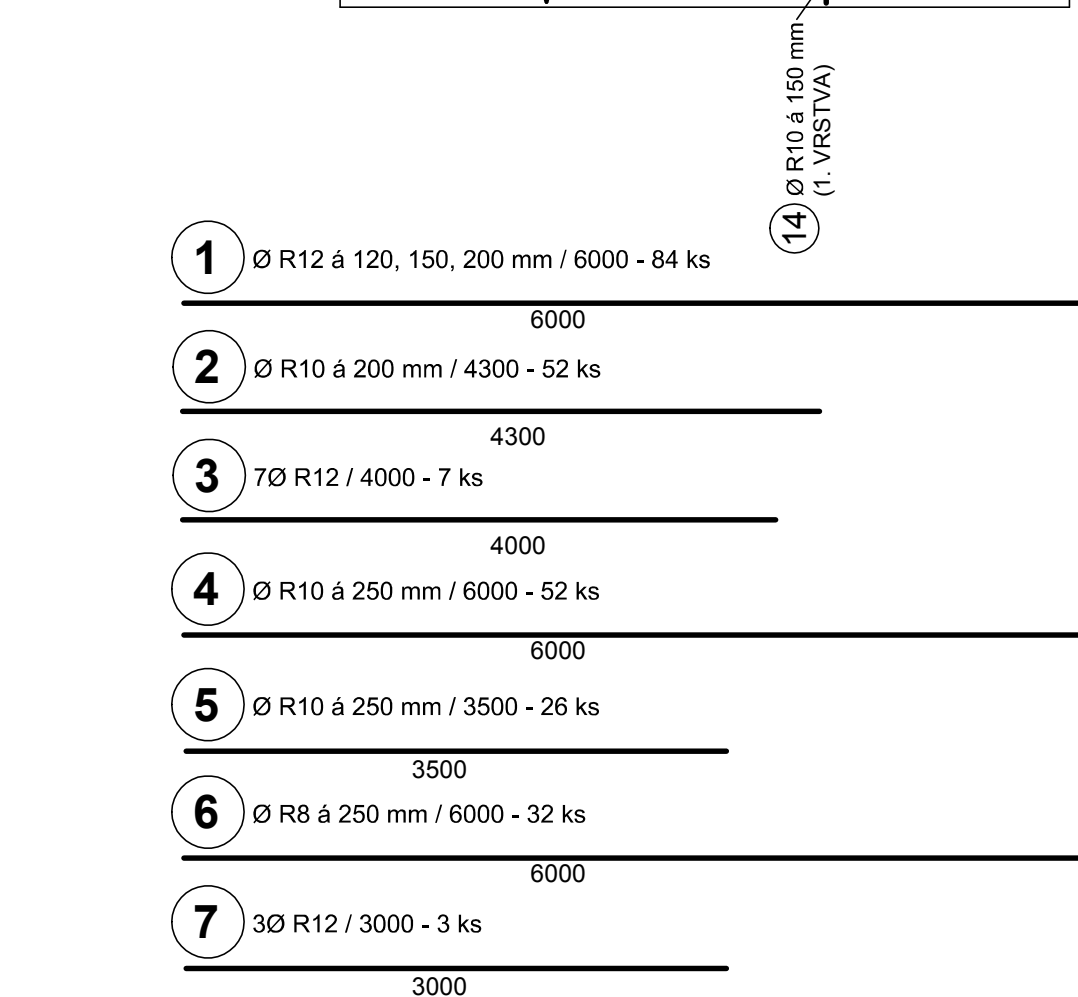 Ø R10 á 150 mm
(1. VRSTVA)
14
1 Ø R12 á 120, 150, 200 mm / 6000 - 84 ks
6000
2 Ø R10 á 200 mm / 4300 - 52 ks
4300
3 7Ø R12 / 4000 - 7 ks
4000
4 Ø R10 á 250 mm / 6000 - 52 ks
6000
5 Ø R10 á 250 mm / 3500 - 26 ks
3500
6 Ø R8 á 250 mm / 6000 - 32 ks
6000
7 3Ø R12 / 3000 - 3 ks
3000